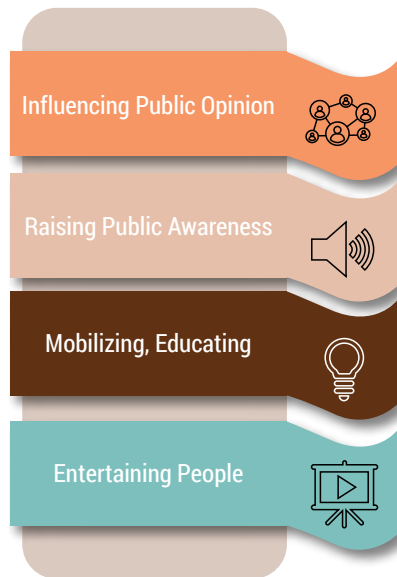 Influencing Public Opinion
Raising Public Awareness
Mobilizing, Educating
Entertaining People